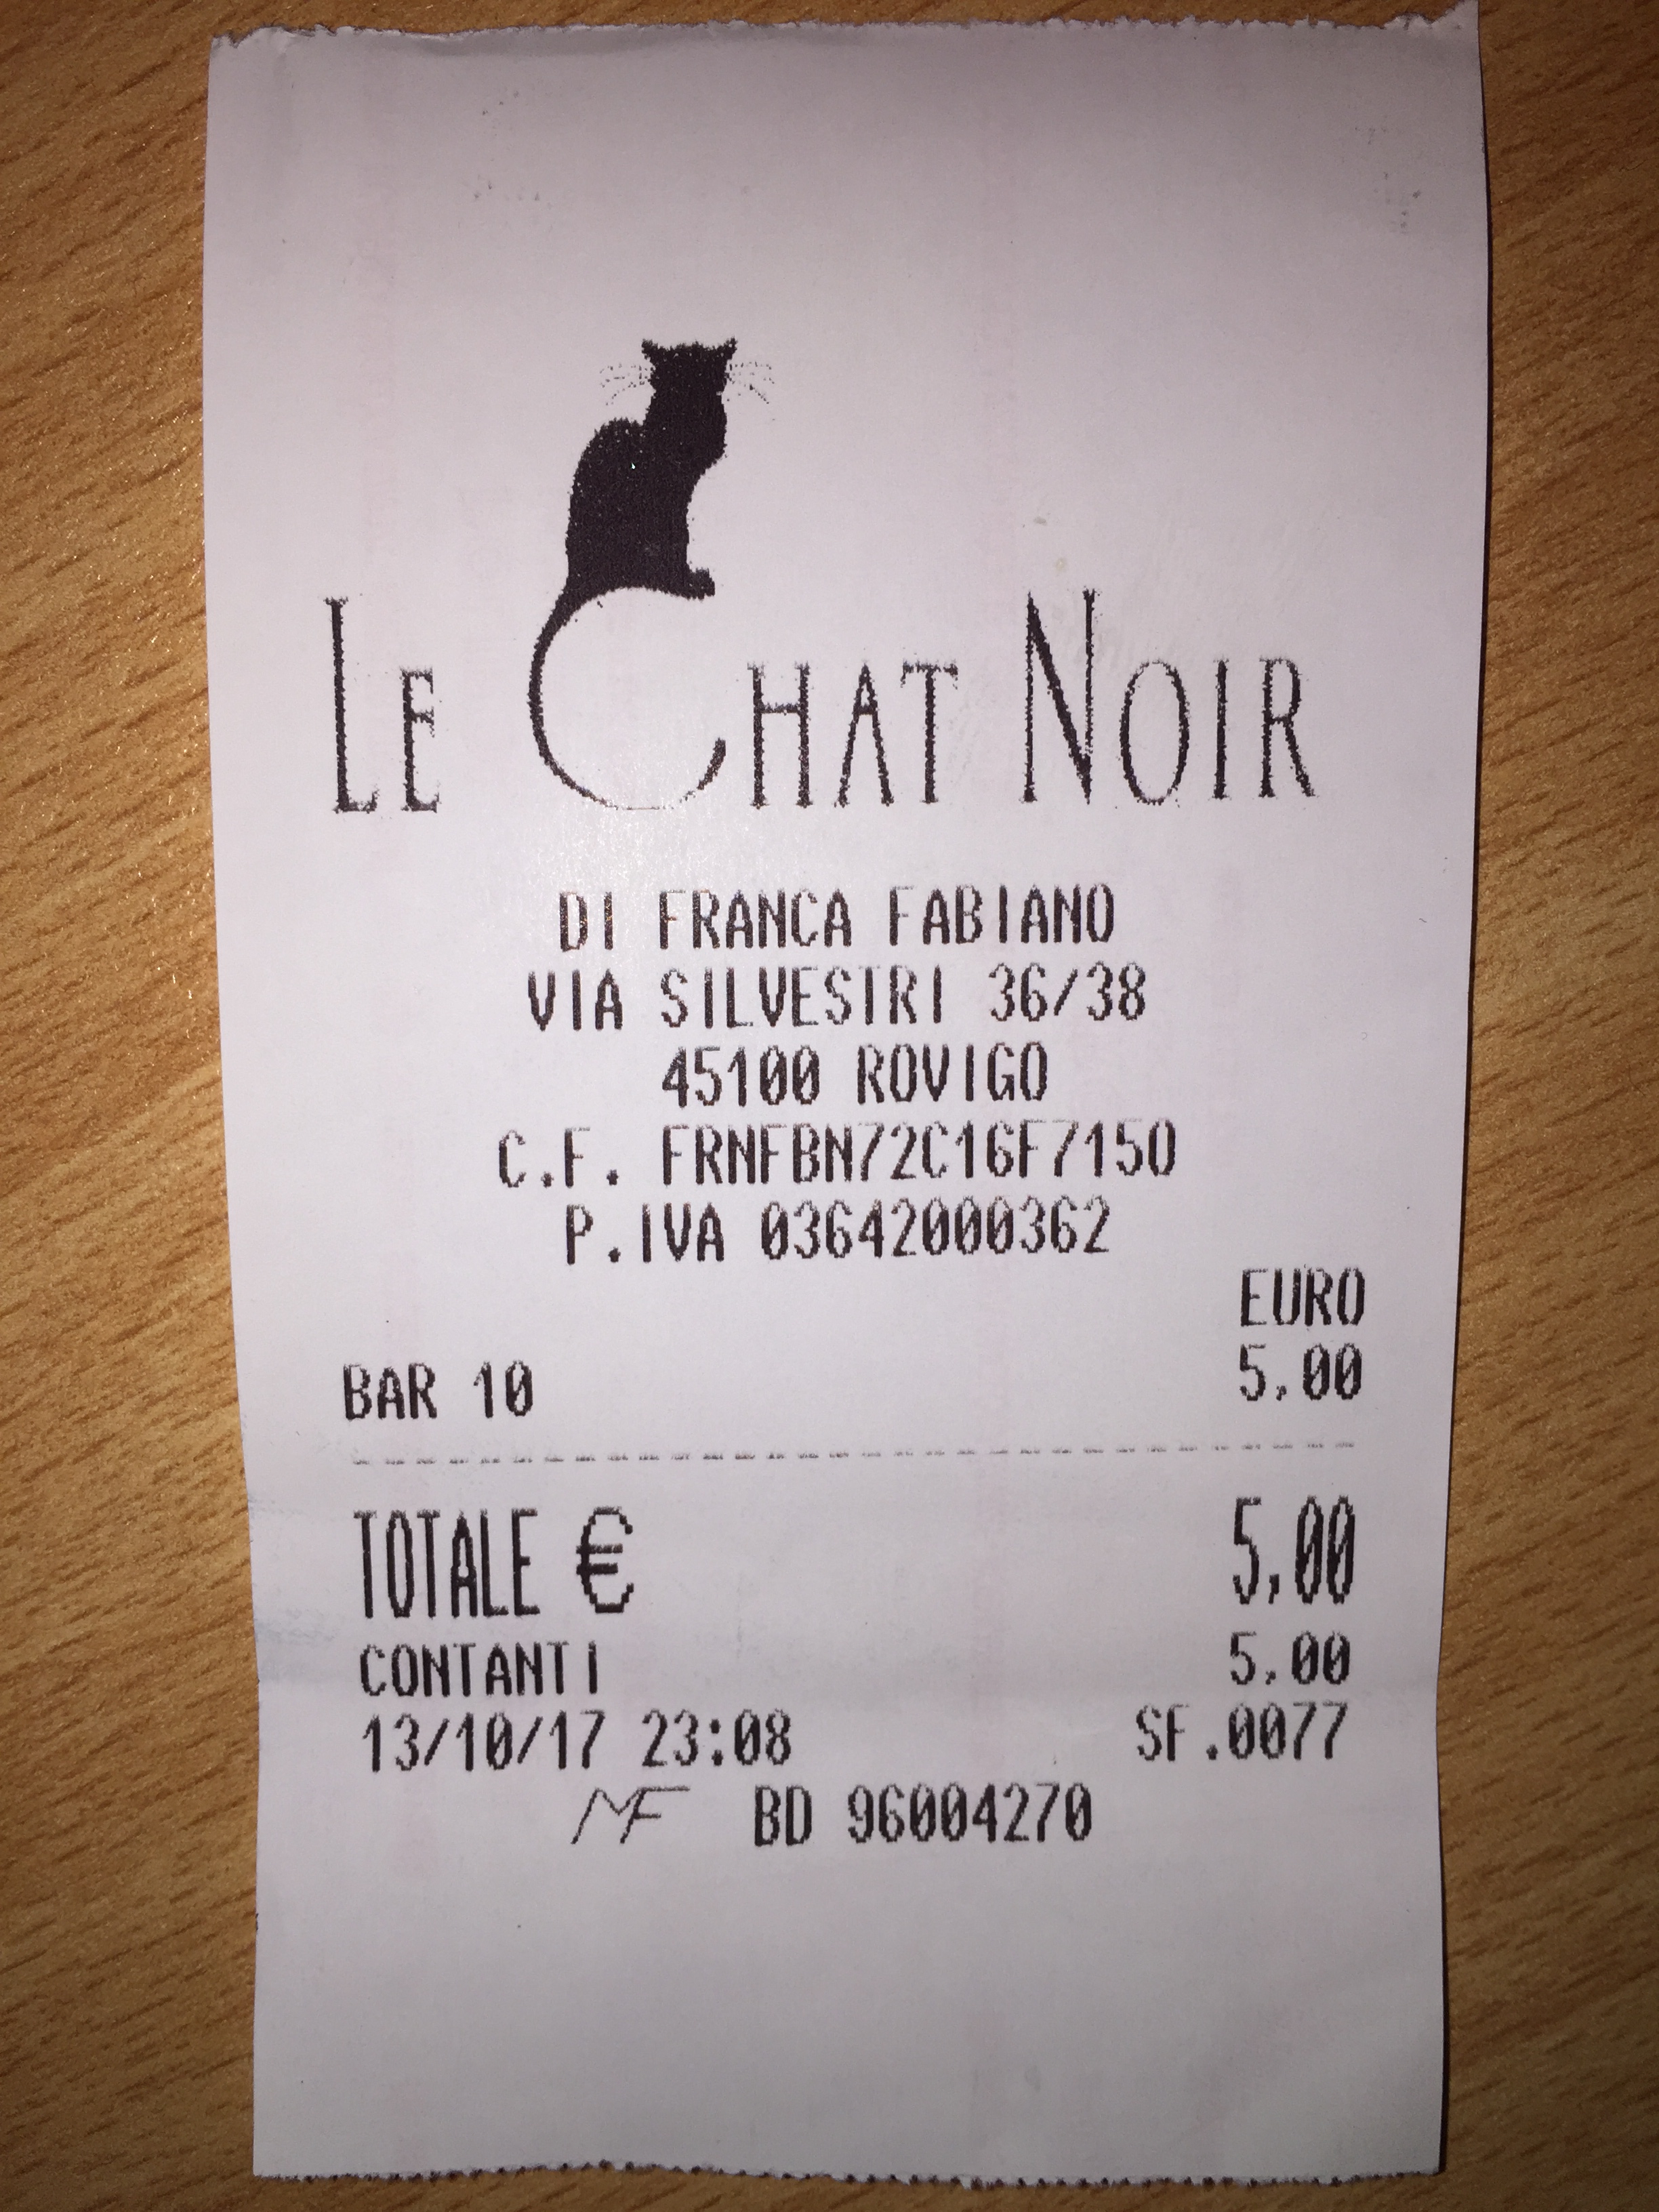 LE CHAT NOIR
DI FRANCA FABIANO
VIA SILVESTRI 36/38
45100 ROVIGO
C.F. FRNFBN72C16F715O
P.IVA 03642000362
EURO
BAR 10 5,00
TOTALE € 5,00
CONTANTI 5,00
13/10/17 23:08 SF.0077
MF BD 96004270